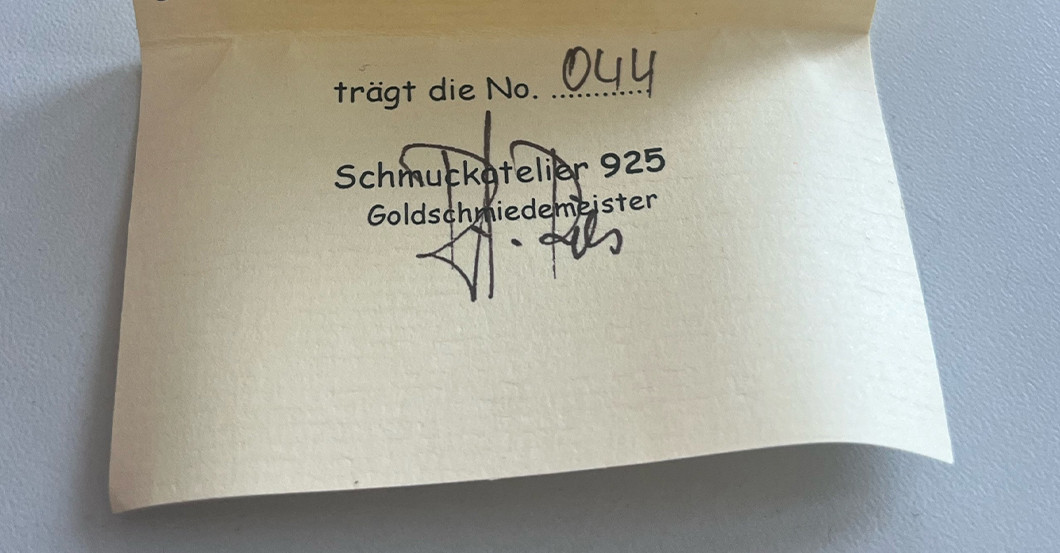 trägt die No. 044
Schmuckatelier 925
Goldschmiedemeister